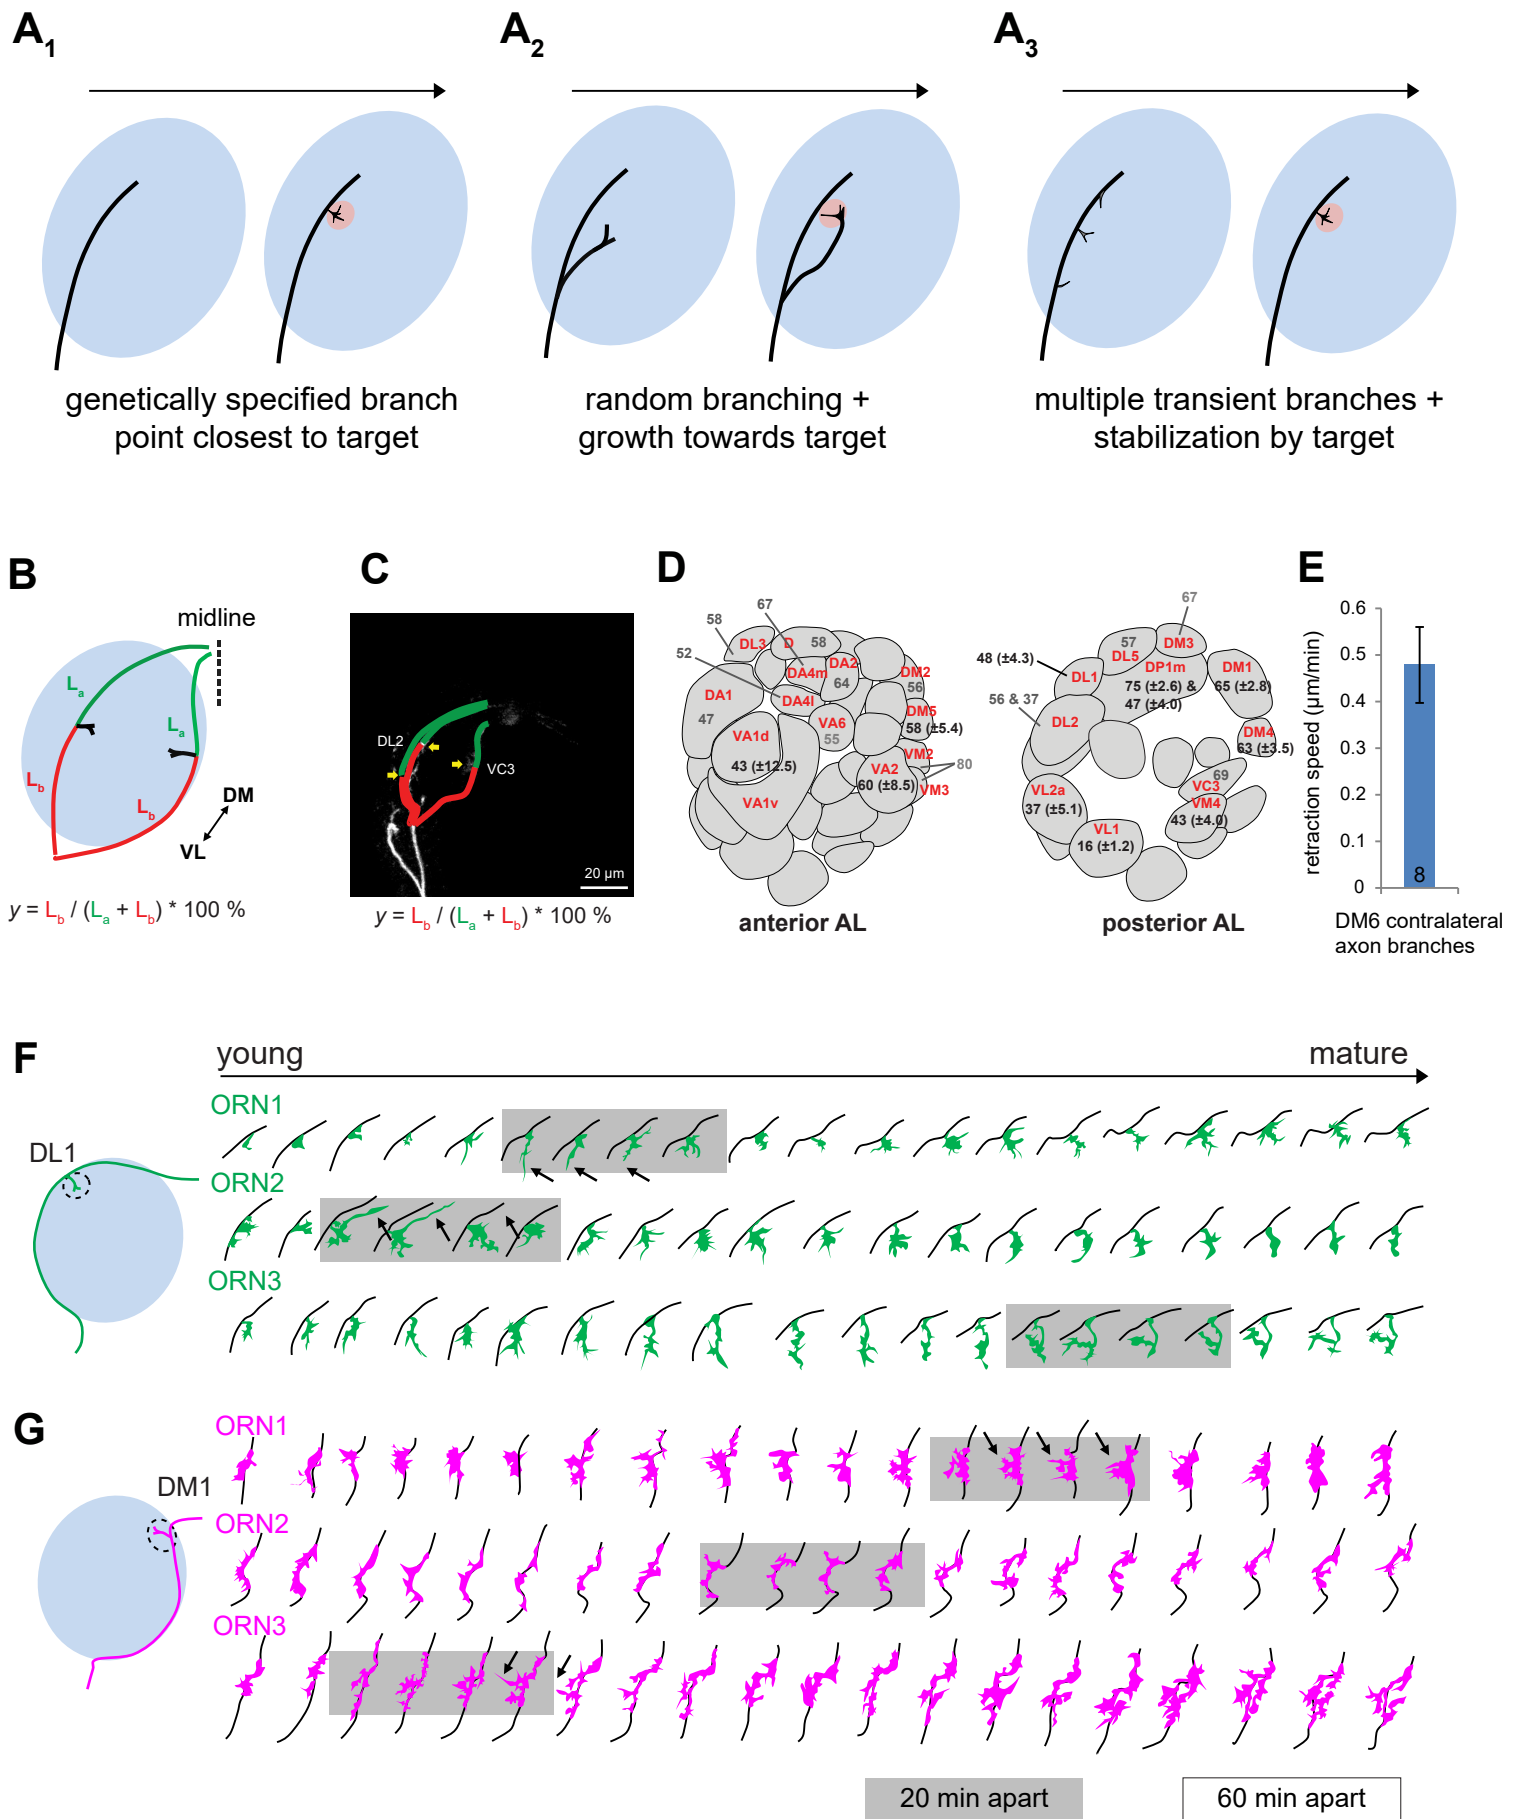 A1
A2
A3
genetically specified branch
point closest to target
random branching +
growth towards target
multiple transient branches +
stabilization by target
B
midline
La
La
Lb
Lb
DM
VL
y = Lb / (La + Lb) * 100 %
C
DL2
VC3
20 µm
y = Lb / (La + Lb) * 100 %
D
67
58
52
DL3
D
58
DA4m
DA2
64
DM2
56
DA1
47
DA4l
DM5
58 (±5.4)
VA6
55
VA1d
43 (±12.5)
VM2
80
VA2
60 (±8.5)
VM3
VA1v
anterior AL
67
57
DM3
DL5
48 (±4.3)
DL1
DP1m
75 (±2.6) &
47 (±4.0)
DM1
65 (±2.8)
56 & 37
DL2
DM4
63 (±3.5)
69
VC3
VL2a
37 (±5.1)
VM4
43 (±4.0)
VL1
16 (±1.2)
posterior AL
E
retraction speed (µm/min)
0.6
0.5
0.4
0.3
0.2
0.1
0
8
DM6 contralateral
axon branches
F
young
mature
DL1
ORN1
ORN2
ORN3
G
DM1
ORN1
ORN2
ORN3
20 min apart
60 min apart